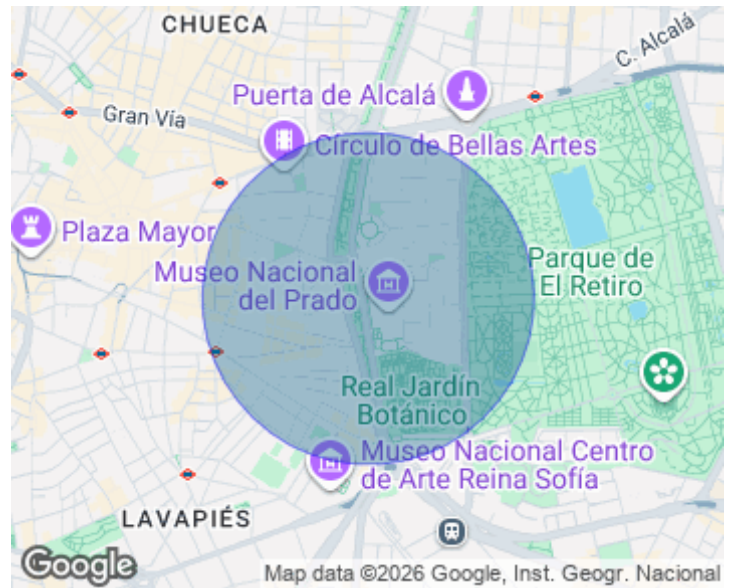 CHUECA
C. Alcalá
Puerta de Alcalá
Gran Vía
Círculo de Bellas Artes
Plaza Mayor
Museo Nacional
del Prado
Parque de
El Retiro
Real Jardín
Botánico
Museo Nacional Centro
de Arte Reina Sofía
LAVAPIÉS
Google
Map data ©2026 Google, Inst. Geogr. Nacional